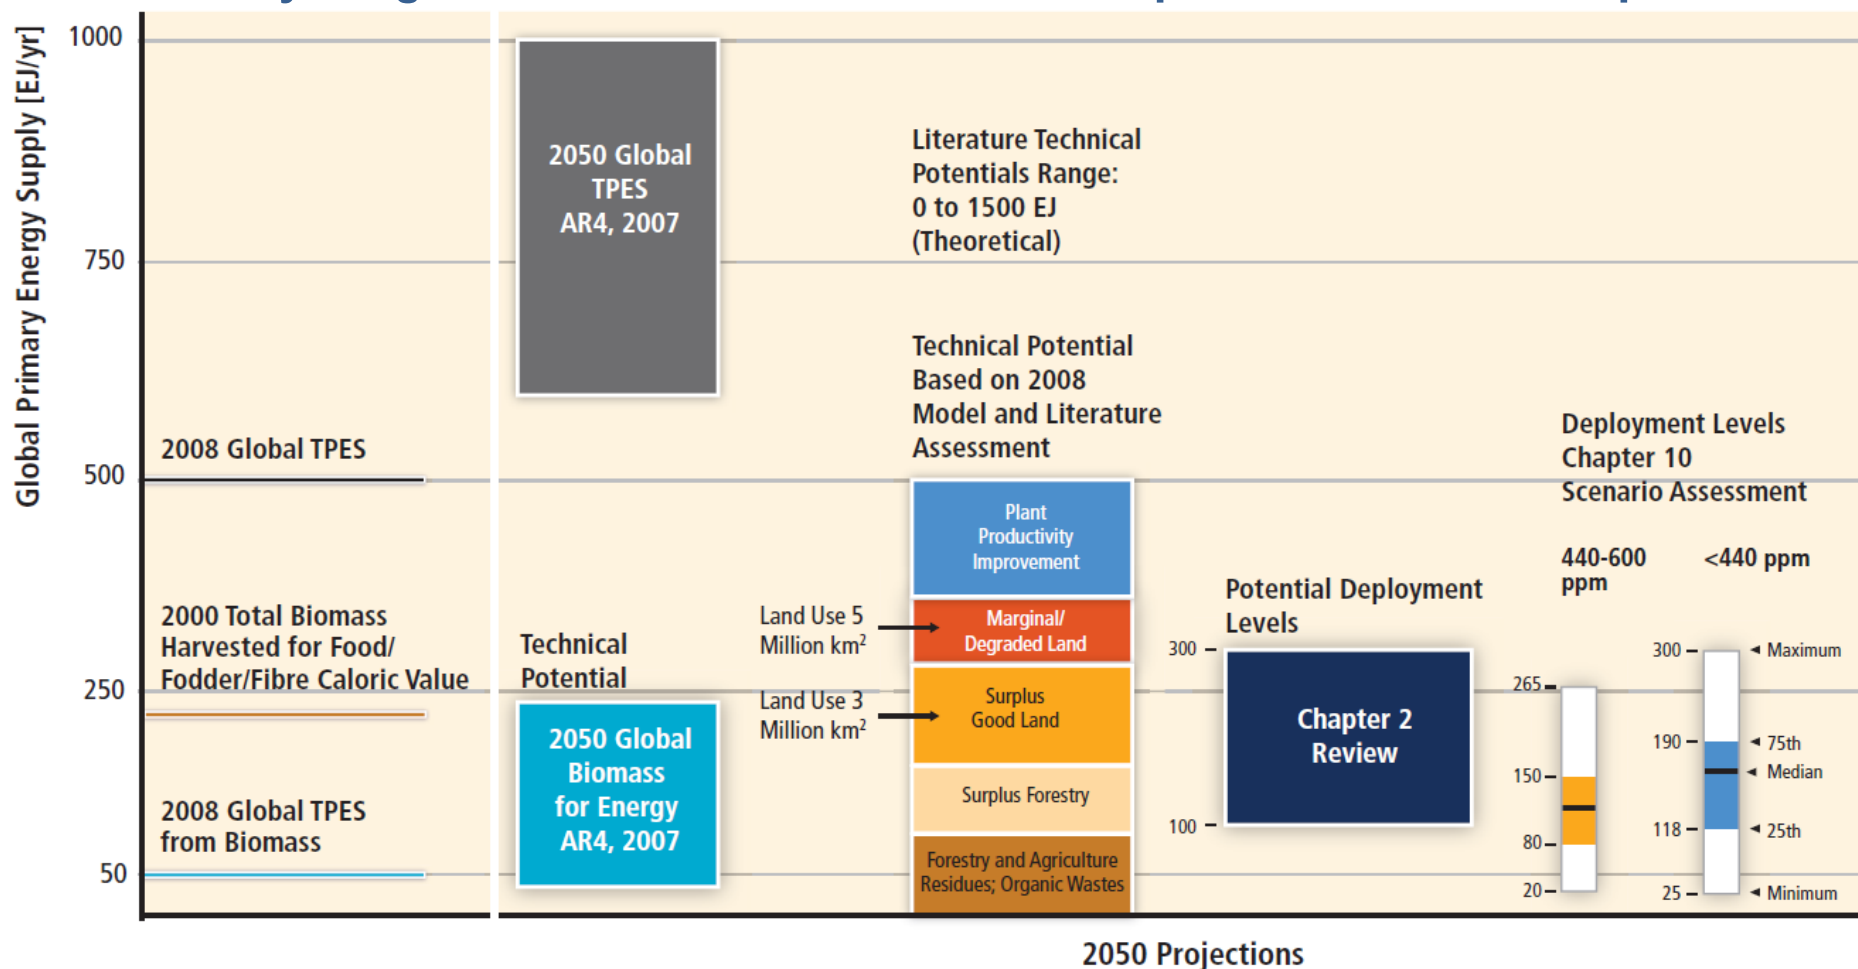 Global Primary Energy Supply [EJ/yr]
1000
750
500
250
50
2008 Global TPES
2000 Total Biomass
Harvested for Food/
Fodder/Fibre Caloric Value
2008 Global TPES
from Biomass
2050 Global
TPES
AR4, 2007
Technical
Potential
2050 Global
Biomass
for Energy
AR4, 2007
Literature Technical
Potentials Range:
0 to 1500 EJ
(Theoretical)
Technical Potential
Based on 2008
Model and Literature
Assessment
Plant
Productivity
Improvement
Land Use 5
Million km²
Marginal/
Degraded Land
Land Use 3
Million km²
Surplus
Good Land
Surplus Forestry
Forestry and Agriculture
Residues; Organic Wastes
Potential Deployment
Levels
300
100
Chapter 2
Review
Deployment Levels
Chapter 10
Scenario Assessment
440-600
ppm
<440 ppm
265
150
80
20
300
190
118
25
Maximum
75th
Median
25th
Minimum
2050 Projections